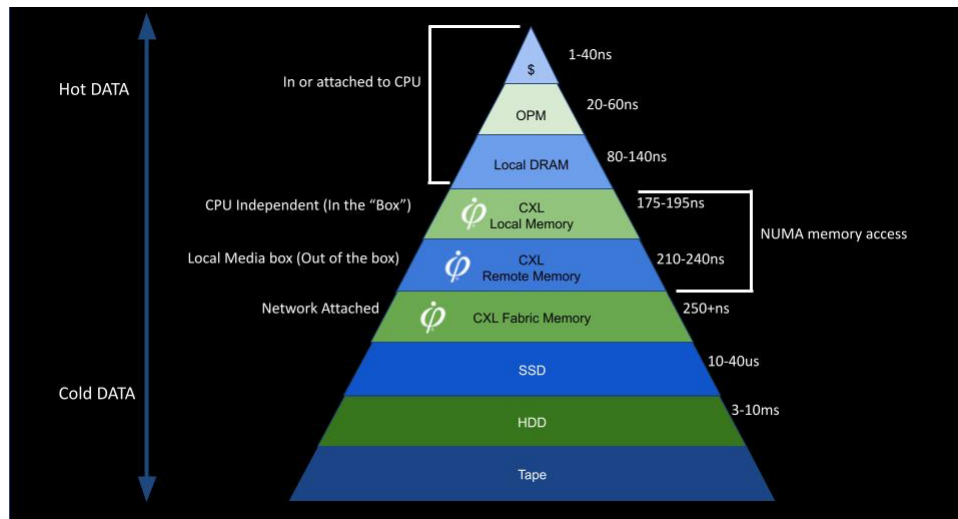 Hot DATA
Cold DATA
In or attached to CPU
CPU Independent (In the “Box”)
Local Media box (Out of the box)
Network Attached
$
OPM
Local DRAM
CXL
Local Memory
CXL
Remote Memory
CXL Fabric Memory
SSD
HDD
Tape
1-40ns
20-60ns
80-140ns
175-195ns
210-240ns
250+ns
10-40us
3-10ms
NUMA memory access